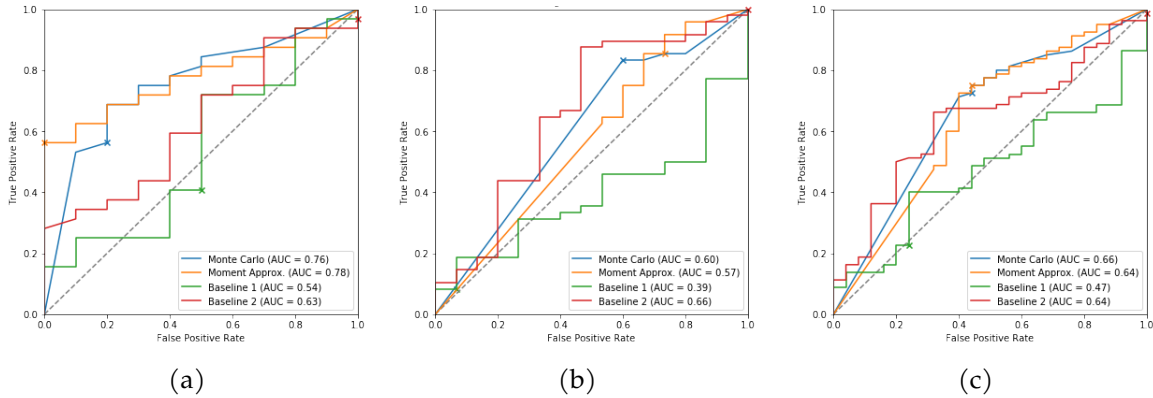 1.0
0.8
0.6
0.4
0.2
0.0
True Positive Rate
0.0 0.2 0.4 0.6 0.8 1.0
False Positive Rate
Monte Carlo (AUC = 0.76)
Moment Approx. (AUC = 0.78)
Baseline 1 (AUC = 0.54)
Baseline 2 (AUC = 0.63)
(a)
1.0
0.8
0.6
0.4
0.2
0.0
True Positive Rate
0.0 0.2 0.4 0.6 0.8 1.0
False Positive Rate
Monte Carlo (AUC = 0.60)
Moment Approx. (AUC = 0.57)
Baseline 1 (AUC = 0.39)
Baseline 2 (AUC = 0.66)
(b)
1.0
0.8
0.6
0.4
0.2
0.0
True Positive Rate
0.0 0.2 0.4 0.6 0.8 1.0
False Positive Rate
Monte Carlo (AUC = 0.66)
Moment Approx. (AUC = 0.64)
Baseline 1 (AUC = 0.47)
Baseline 2 (AUC = 0.64)
(c)